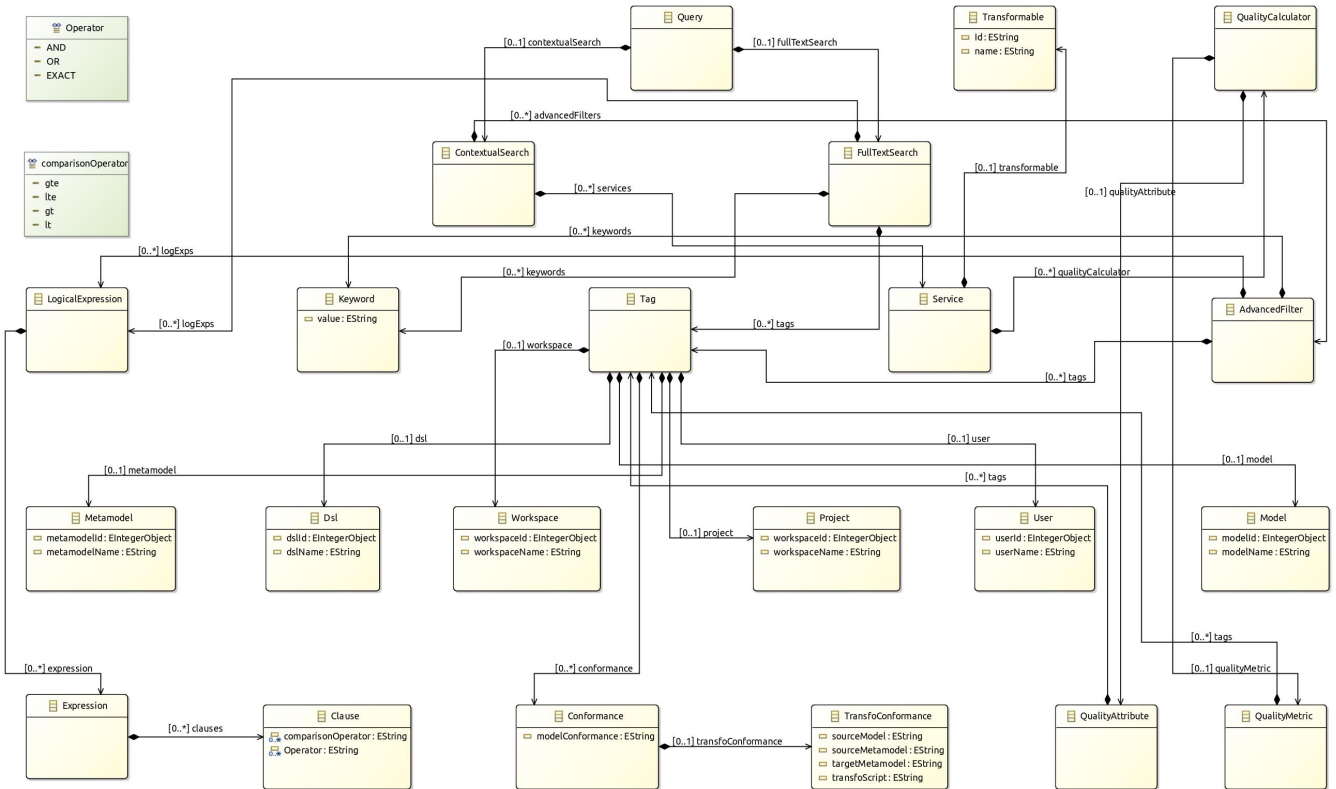 Operator
AND
OR
EXACT
Query
Transformable
Id : EString
name : EString
QualityCalculator
[0..1] contextualSearch
[0..1] fullTextSearch
[0..*] advancedFilters
comparisonOperator
gte
lte
gt
lt
ContextualSearch
FullTextSearch
[0..1] transformable
[0..*] services
[0..1] qualityAttribute
[0..*] keywords
[0..*] logExps
[0..*] keywords
[0..*] qualityCalculator
LogicalExpression
Keyword
value : EString
Tag
Service
AdvancedFilter
[0..*] logExps
[0..*] tags
[0..1] workspace
[0..*] tags
[0..1] dsl
[0..1] user
[0..1] metamodel
[0..1] model
[0..*] tags
Metamodel
metamodelId : EIntegerObject
metamodelName : EString
Dsl
dslId : EIntegerObject
dslName : EString
Workspace
workspaceId : EIntegerObject
workspaceName : EString
[0..1] project
Project
workspaceId : EIntegerObject
workspaceName : EString
User
userId : EIntegerObject
userName : EString
Model
modelId : EIntegerObject
modelName : EString
[0..*] tags
[0..*] expression
[0..*] conformance
[0..1] qualityMetric
Expression
[0..*] clauses
Clause
comparisonOperator : EString
Operator : EString
Conformance
modelConformance : EString
[0..1] transfoConformance
TransfoConformance
sourceModel : EString
sourceMetamodel : EString
targetMetamodel : EString
transfoScript : EString
QualityAttribute
QualityMetric